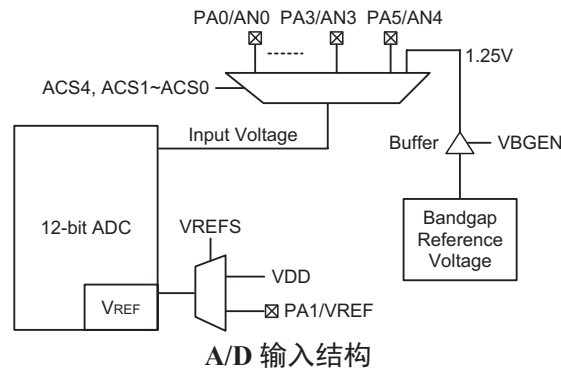 PA0/AN0 PA3/AN3 PA5/AN4
1.25V
ACS4, ACS1~ACS0
Input Voltage
Buffer
VBGEN
12-bit ADC
Bandgap
Reference
Voltage
VREFS
VDD
VREF
PA1/VREF
A/D 输入结构